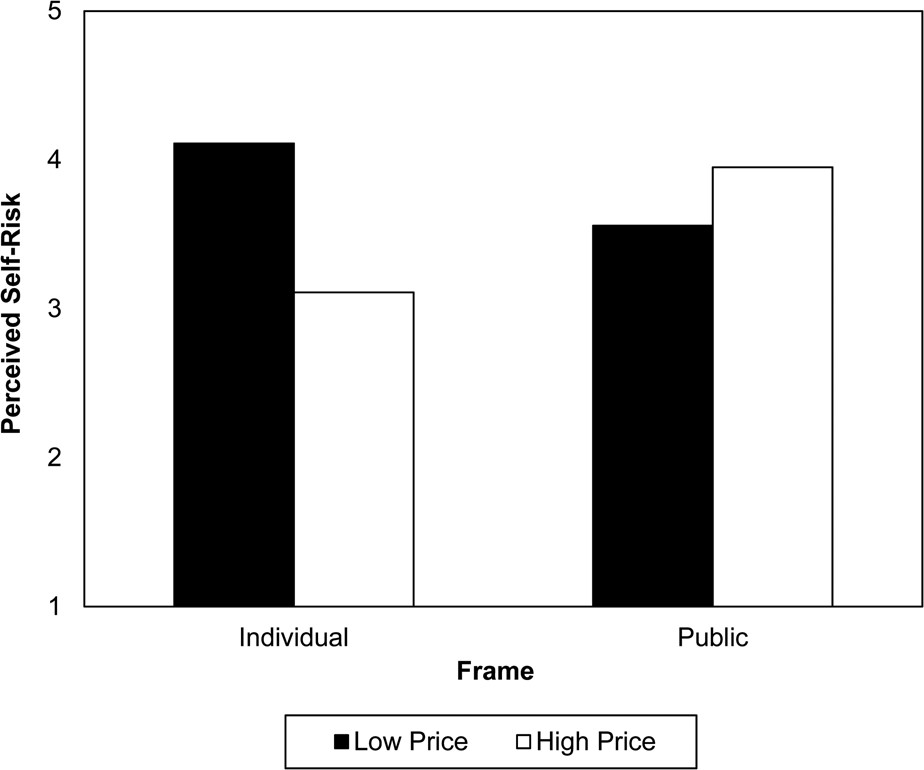 5
4
3
2
1
Perceived Self-Risk
Individual Public
Frame
Low Price High Price